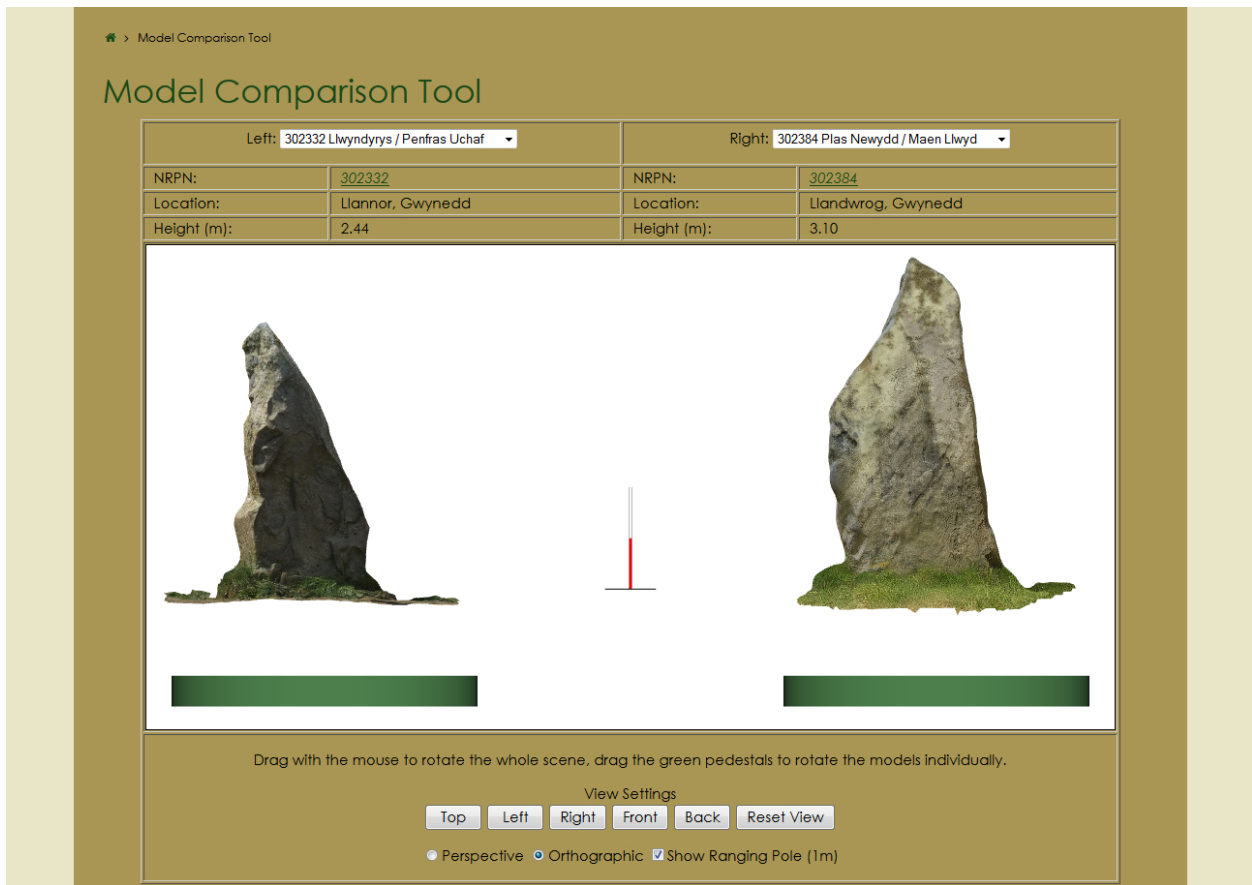 > Model Comparison Tool
Model Comparison Tool
Left: 302332 Llwyndyrys / Penfras Uchaf Right: 302384 Plas Newydd / Maen Llwyd
NRPN: 302332 NRPN: 302384
Location: Llannor, Gwynedd Location: Llandwrog, Gwynedd
Height (m): 2.44 Height (m): 3.10
Drag with the mouse to rotate the whole scene, drag the green pedestals to rotate the models individually.
View Settings
Top Left Right Front Back Reset View
Perspective Orthographic Show Ranging Pole (1m)